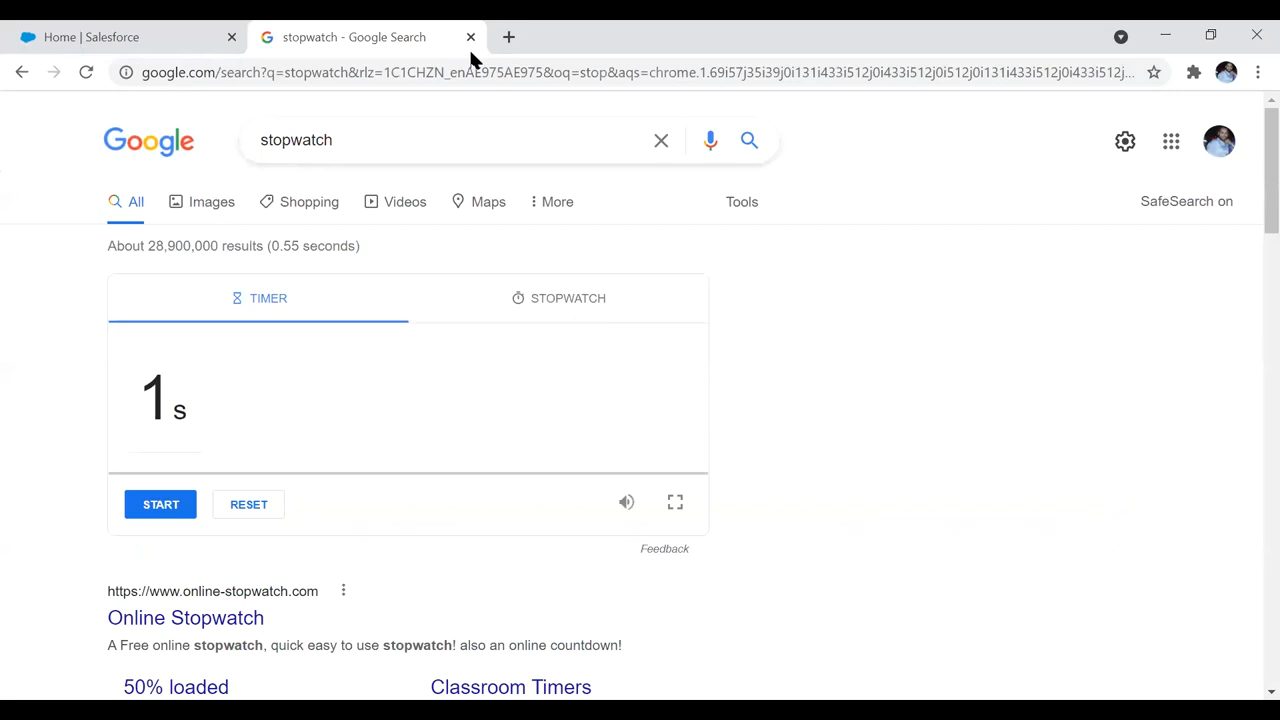 Home | Salesforce
stopwatch - Google Search
google.com/search?q=stopwatch&rlz=1C1CHZN_enAE975AE975&oq=stop&aqs=chrome.1.69i57j35i39j0i131i433i512j0i433i512j0i512j0i131i433i512j0i433i512j...
Google
stopwatch
All
Images
Shopping
Videos
Maps
More
Tools
SafeSearch on
About 28,900,000 results (0.55 seconds)
TIMER
STOPWATCH
1 s
START
RESET
Feedback
https://www.online-stopwatch.com
Online Stopwatch
A Free online stopwatch, quick easy to use stopwatch! also an online countdown!
50% loaded
Classroom Timers